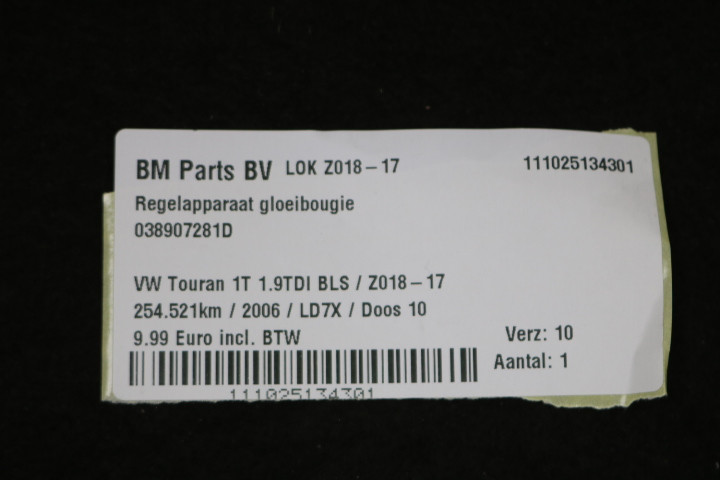 BM Parts BV LOK Z018-17 111025134301
Regelapparaat gloeibougie
038907281D
VW Touran 1T 1.9TDI BLS / Z018-17
254.521km / 2006 / LD7X / Doos 10
9.99 Euro incl. BTW Verz: 10
Aantal: 1
111025134301